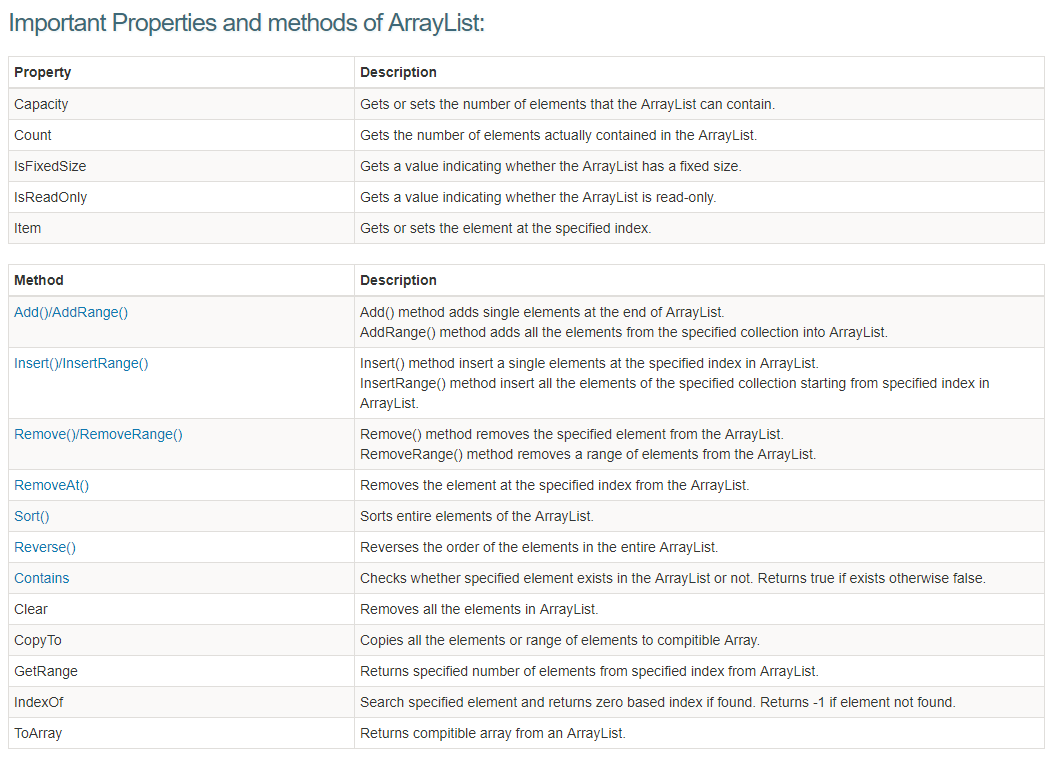 Important Properties and methods of ArrayList:
Property Description
Capacity Gets or sets the number of elements that the ArrayList can contain.
Count Gets the number of elements actually contained in the ArrayList.
IsFixedSize Gets a value indicating whether the ArrayList has a fixed size.
IsReadOnly Gets a value indicating whether the ArrayList is read-only.
Item Gets or sets the element at the specified index.
Method Description
Add()/AddRange() Add() method adds single elements at the end of ArrayList.
AddRange() method adds all the elements from the specified collection into ArrayList.
Insert()/InsertRange() Insert() method insert a single elements at the specified index in ArrayList.
InsertRange() method insert all the elements of the specified collection starting from specified index in
ArrayList.
Remove()/RemoveRange() Remove() method removes the specified element from the ArrayList.
RemoveRange() method removes a range of elements from the ArrayList.
RemoveAt() Removes the element at the specified index from the ArrayList.
Sort() Sorts entire elements of the ArrayList.
Reverse() Reverses the order of the elements in the entire ArrayList.
Contains Checks whether specified element exists in the ArrayList or not. Returns true if exists otherwise false.
Clear Removes all the elements in ArrayList.
CopyTo Copies all the elements or range of elements to compitible Array.
GetRange Returns specified number of elements from specified index from ArrayList.
IndexOf Search specified element and returns zero based index if found. Returns -1 if element not found.
ToArray Returns compitible array from an ArrayList.